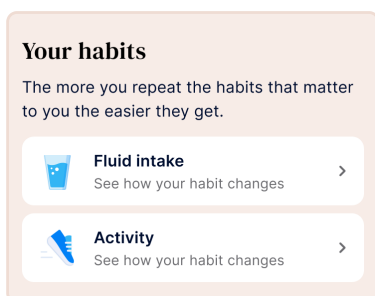 Your habits
The more you repeat the habits that matter
to you the easier they get.
Fluid intake
See how your habit changes
Activity
See how your habit changes